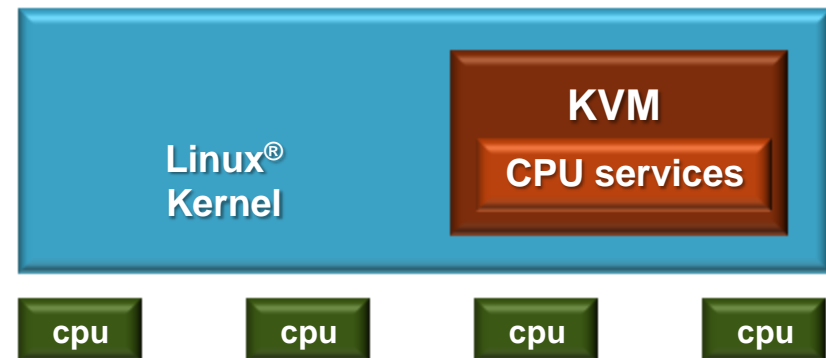 KVM
CPU services
Linux®
Kernel
cpu cpu cpu cpu